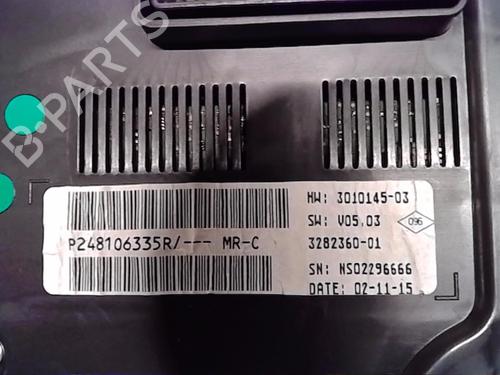 B-PARTS
HW: 3010145-03
SW: V05.03
096
P248106335R/--- MR-C
3282360-01
SN: NS02296666
DATE: 02-11-15